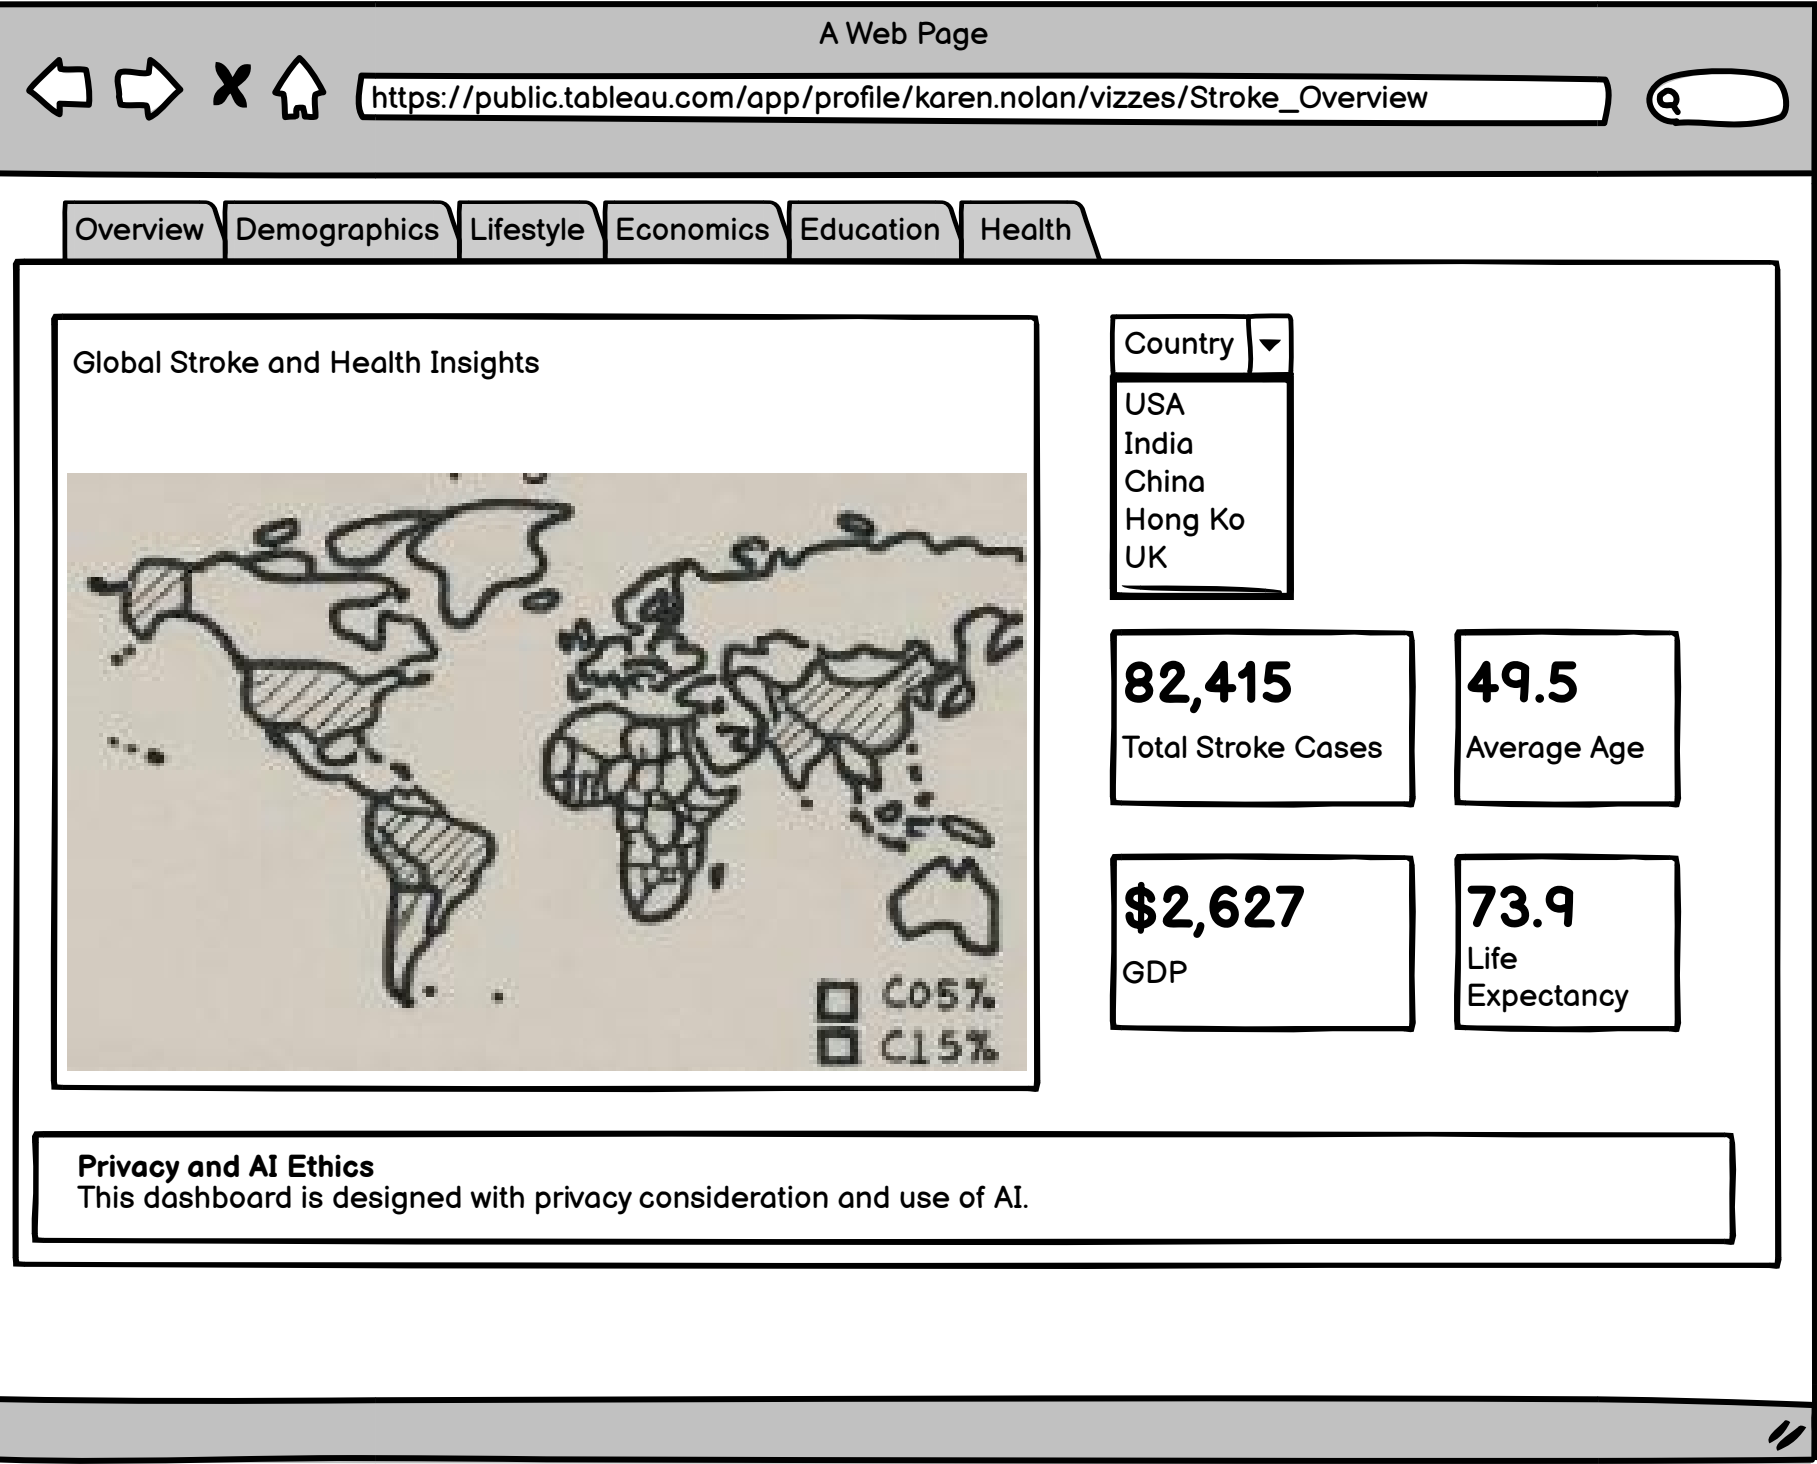 A Web Page
https://public.tableau.com/app/profile/karen.nolan/vizzes/Stroke_Overview
Overview
Demographics
Lifestyle
Economics
Education
Health
Global Stroke and Health Insights
C05%
C15%
Country
USA
India
China
Hong Ko
UK
82,415
Total Stroke Cases
49.5
Average Age
$2,627
GDP
73.9
Life
Expectancy
Privacy and AI Ethics
This dashboard is designed with privacy consideration and use of AI.